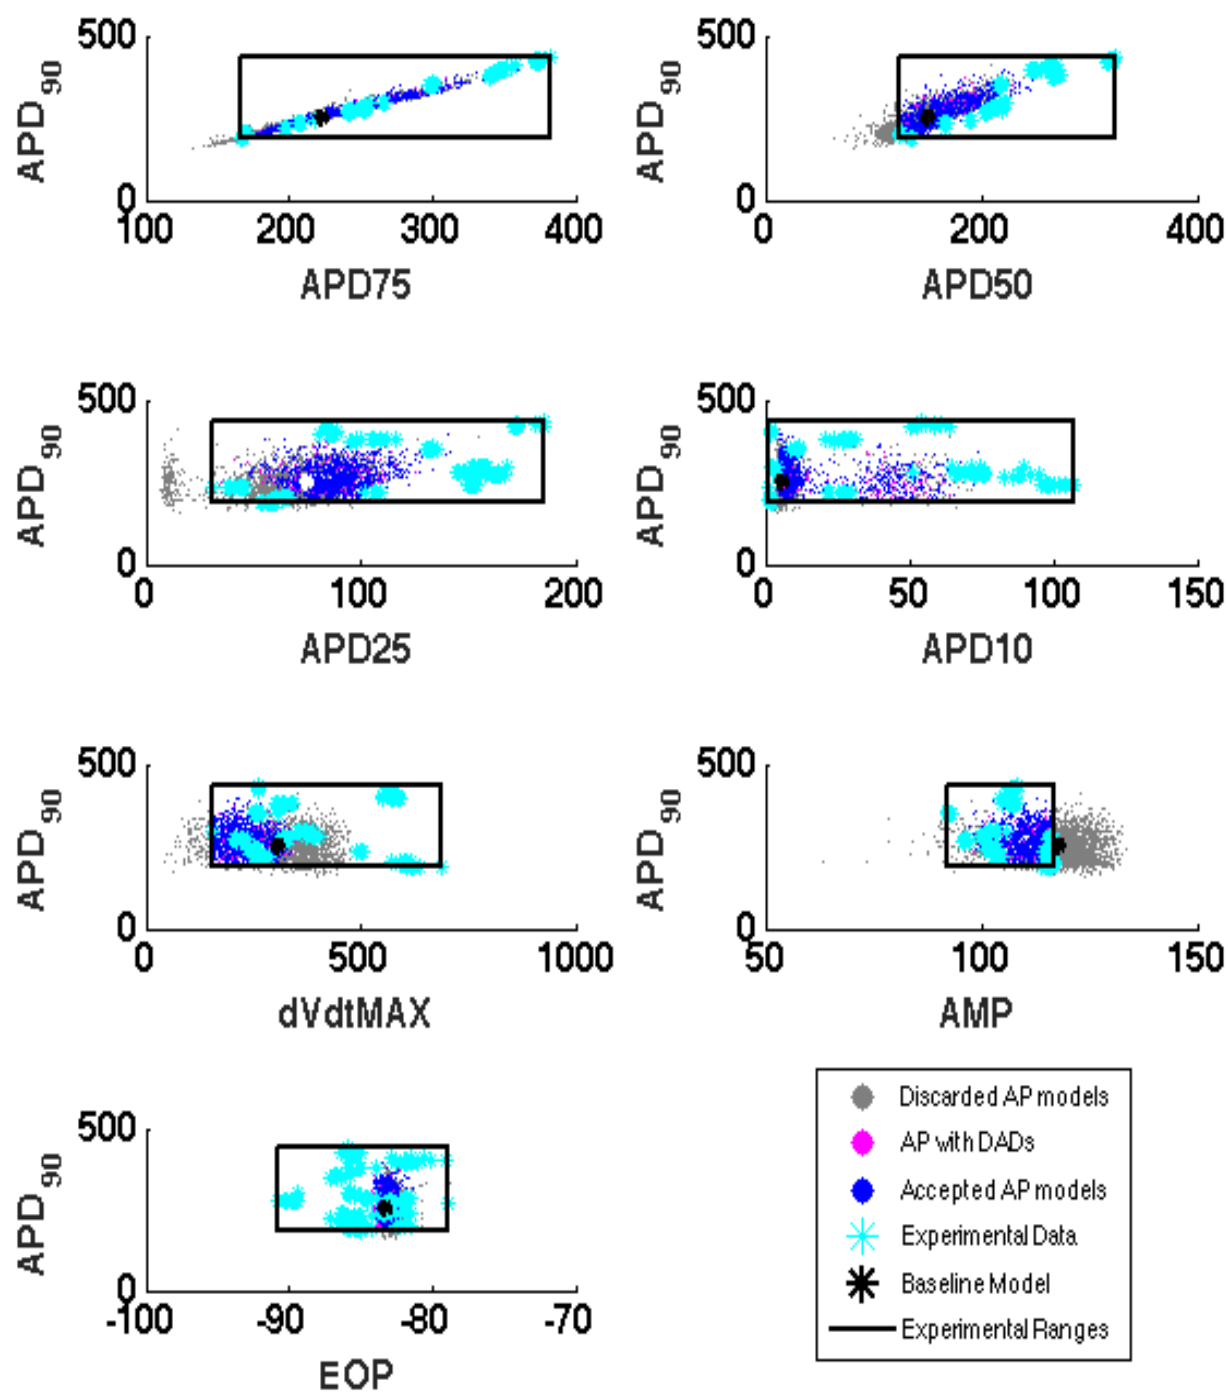 500
APD90
0
100 200 300 400
APD75
500
APD90
0
0 200 400
APD50
500
APD90
0
0 100 200
APD25
500
APD90
0
0 50 100 150
APD10
500
APD90
0
0 500 1000
dVdtMAX
500
APD90
0
50 100 150
AMP
500
APD90
0
-100 -90 -80 -70
EOP
Discarded AP models
AP with DADs
Accepted AP models
Experimental Data
Baseline Model
Experimental Ranges